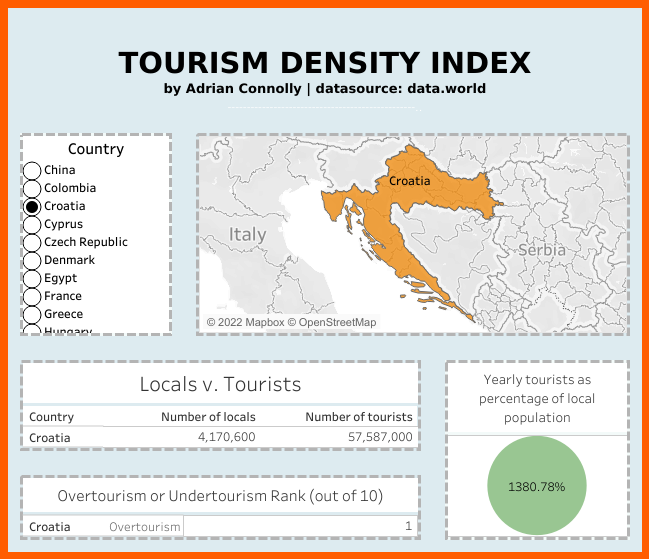 TOURISM DENSITY INDEX
by Adrian Connolly | datasource: data.world
Country
China
Colombia
Croatia
Cyprus
Czech Republic
Denmark
Egypt
France
Greece
Hungary
Croatia
Italy
Serbia
© 2022 Mapbox © OpenStreetMap
Locals v. Tourists
Country Number of locals Number of tourists
Croatia 4,170,600 57,587,000
Yearly tourists as
percentage of local
population
1380.78%
Overtourism or Undertourism Rank (out of 10)
Croatia Overtourism 1